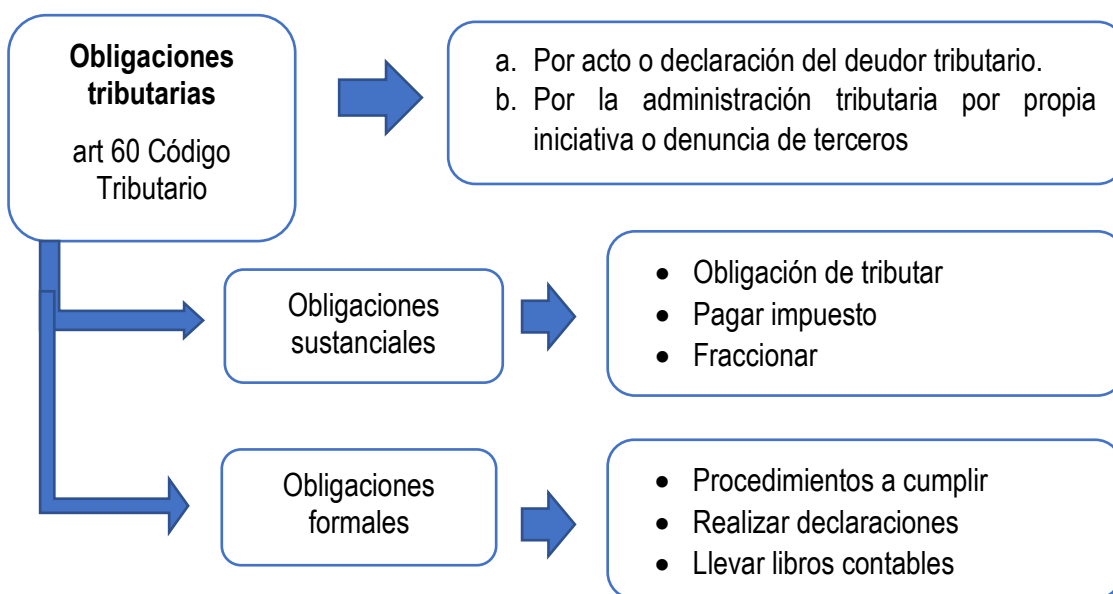 Obligaciones
tributarias
art 60 Código
Tributario
a. Por acto o declaración del deudor tributario.
b. Por la administración tributaria por propia
iniciativa o denuncia de terceros
Obligaciones
sustanciales
• Obligación de tributar
• Pagar impuesto
• Fraccionar
Obligaciones
formales
• Procedimientos a cumplir
• Realizar declaraciones
• Llevar libros contables